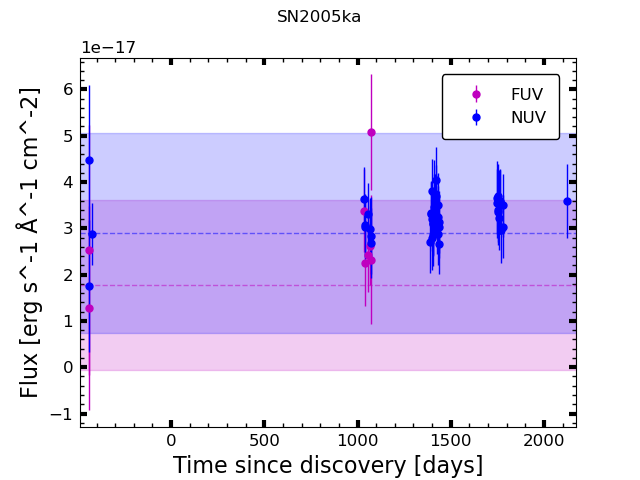 SN2005ka
1e−17
Flux [erg s^-1 Å^-1 cm^-2]
6
5
4
3
2
1
0
−1
FUV
NUV
0 500 1000 1500 2000
Time since discovery [days]